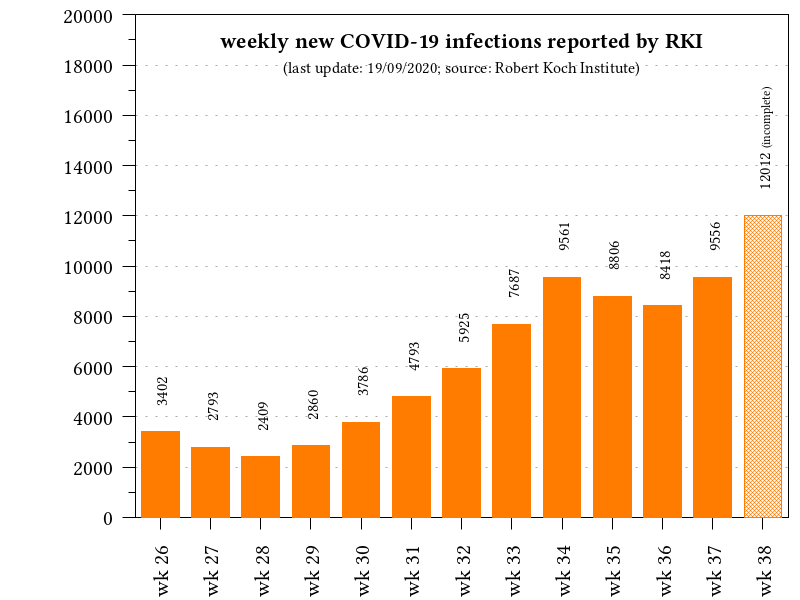 weekly new COVID-19 infections reported by RKI
(last update: 19/09/2020; source: Robert Koch Institute)
20000
18000
16000
14000
12000
10000
8000
6000
4000
2000
0
3402
2793
2409
2860
3786
4793
5925
7687
9561
8806
8418
9556
12012 (incomplete)
wk 26
wk 27
wk 28
wk 29
wk 30
wk 31
wk 32
wk 33
wk 34
wk 35
wk 36
wk 37
wk 38